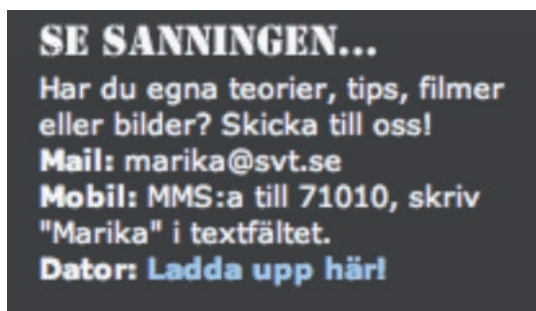 SE SANNINGEN...
Har du egna teorier, tips, filmer
eller bilder? Skicka till oss!
Mail: marika@svt.se
Mobil: MMS:a till 71010, skriv
"Marika" i textfältet.
Dator: Ladda upp här!